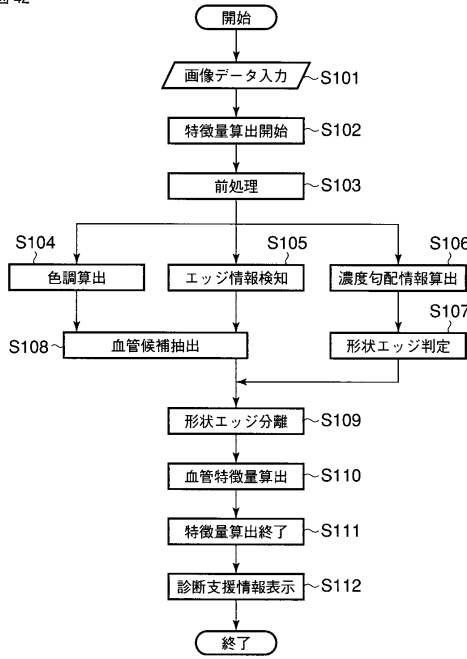 図 42
開始
画像データ入力 S101
特徴量算出開始 S102
前処理 S103
S104 S105 S106
色調算出 エッジ情報検知 濃度匂配情報算出
S107
S108 血管候補抽出 形状エッジ判定
形状エッジ分離 S109
血管特徴量算出 S110
特徴量算出終了 S111
診断支援情報表示 S112
終了